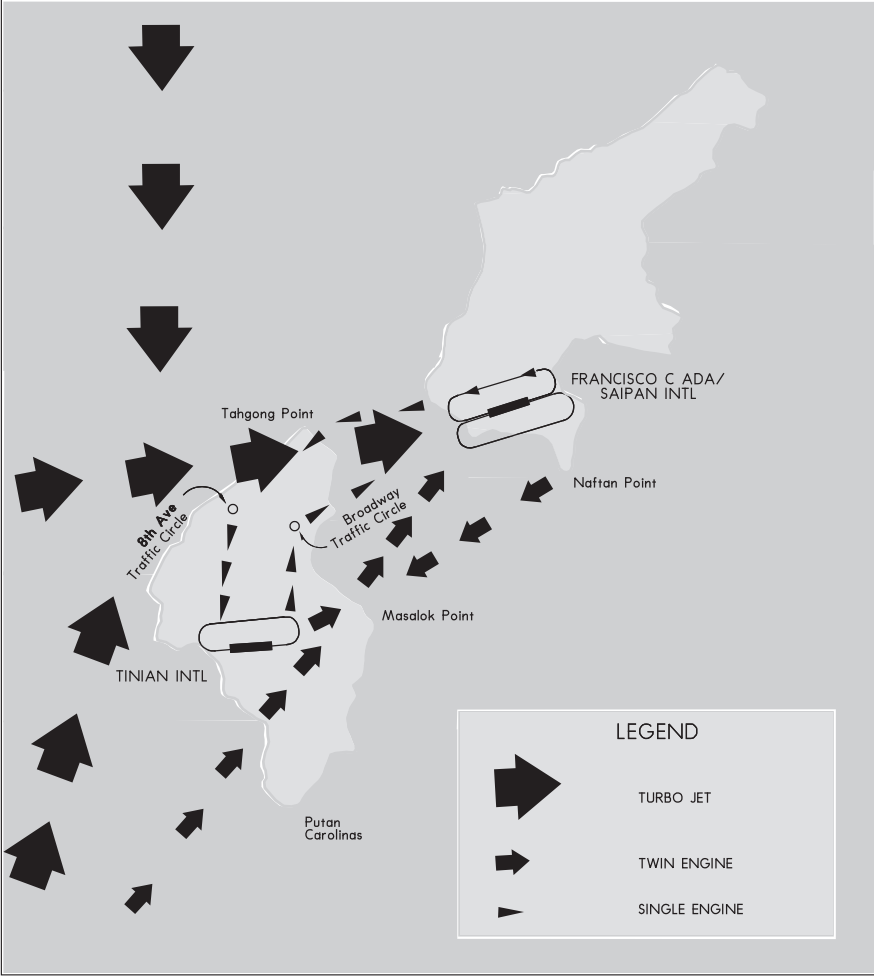 FRANCISCO C ADA/
SAIPAN INTL
Tahgong Point
Naftan Point
8th Ave
Traffic Circle
Broadway
Traffic Circle
Masalok Point
TINIAN INTL
Putan
Carolinas
LEGEND
TURBO JET
TWIN ENGINE
SINGLE ENGINE